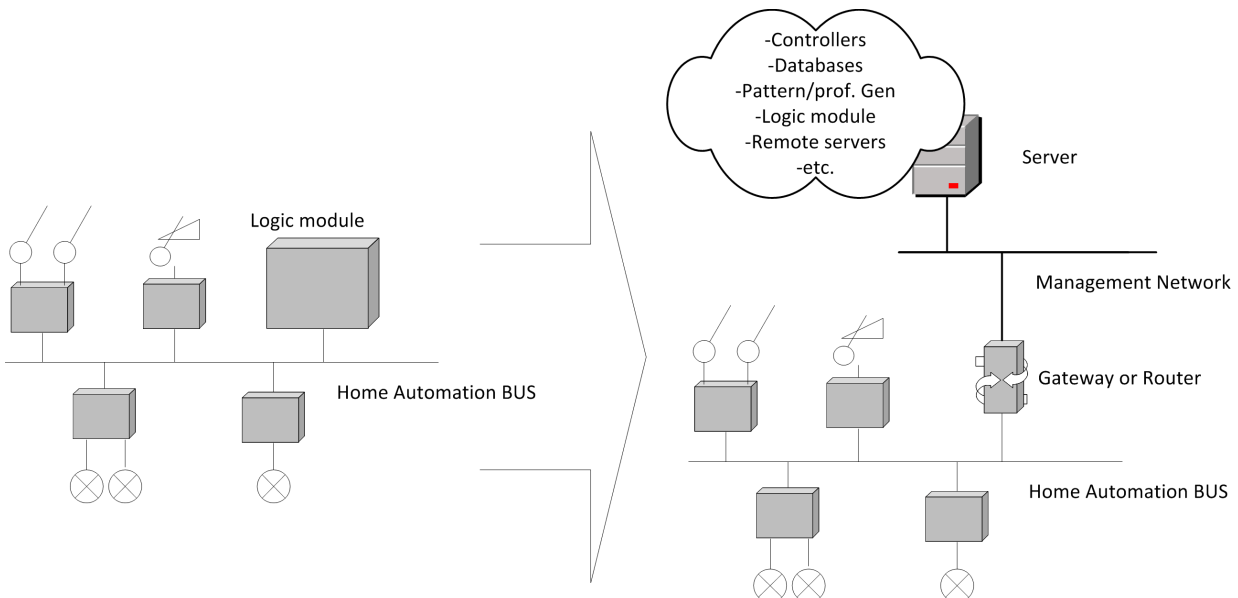 Logic module
Home Automation BUS
-Controllers
-Databases
-Pattern/prof. Gen
-Logic module
-Remote servers
-etc.
Server
Management Network
Gateway or Router
Home Automation BUS